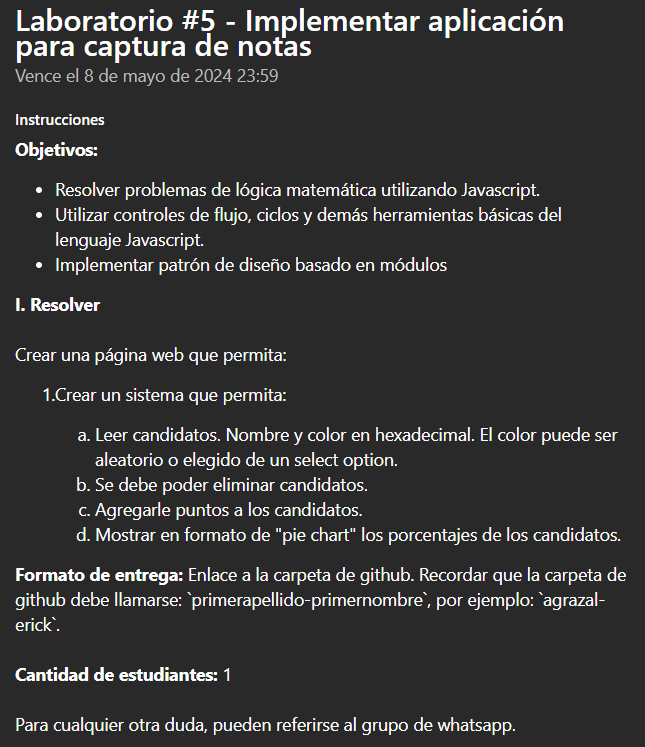 Laboratorio #5 - Implementar aplicación
para captura de notas
Vence el 8 de mayo de 2024 23:59
Instrucciones
Objetivos:
• Resolver problemas de lógica matemática utilizando Javascript.
• Utilizar controles de flujo, ciclos y demás herramientas básicas del
lenguaje Javascript.
• Implementar patrón de diseño basado en módulos
I. Resolver
Crear una página web que permita:
1.Crear un sistema que permita:
a. Leer candidatos. Nombre y color en hexadecimal. El color puede ser
aleatorio o elegido de un select option.
b. Se debe poder eliminar candidatos.
c. Agregarle puntos a los candidatos.
d. Mostrar en formato de "pie chart" los porcentajes de los candidatos.
Formato de entrega: Enlace a la carpeta de github. Recordar que la carpeta de
github debe llamarse: `primerapellido-primernombre`, por ejemplo: `agrazal-
erick`.
Cantidad de estudiantes: 1
Para cualquier otra duda, pueden referirse al grupo de whatsapp.